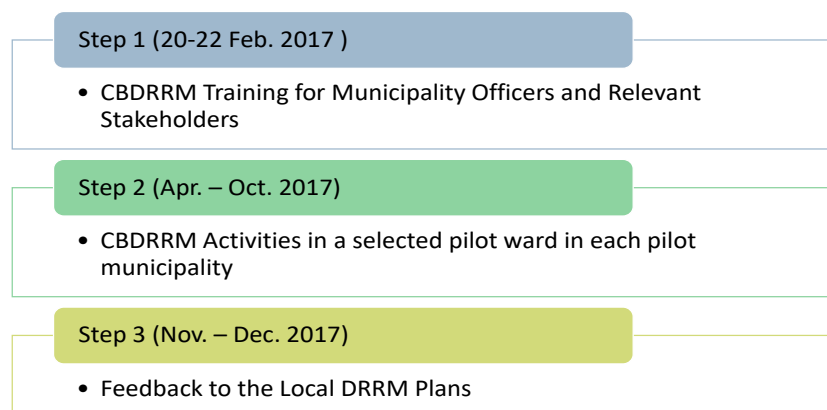 Step 1 (20-22 Feb. 2017 )
• CBDRRM Training for Municipality Officers and Relevant
Stakeholders
Step 2 (Apr. – Oct. 2017)
• CBDRRM Activities in a selected pilot ward in each pilot
municipality
Step 3 (Nov. – Dec. 2017)
• Feedback to the Local DRRM Plans